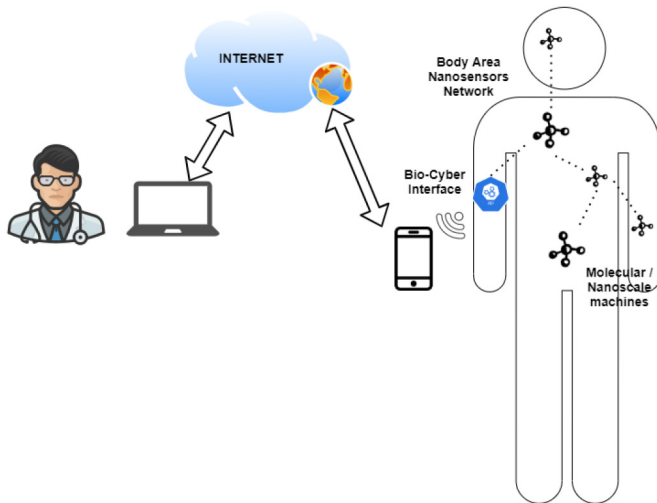 INTERNET
Body Area
Nanosensors
Network
Bio-Cyber
Interface
Molecular /
Nanoscale
machines